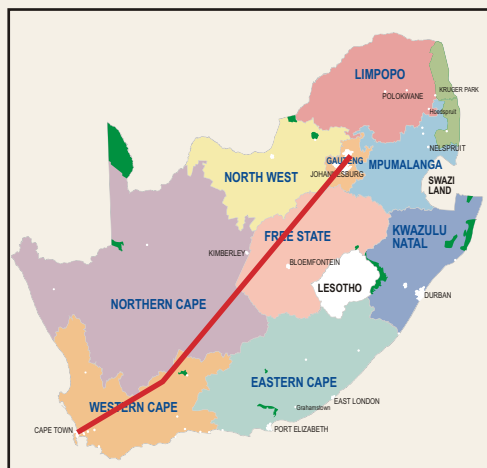 LIMPOPO
KRUGER PARK
POLOKWANE
Hoedspruit
NELSPRUIT
GAUTENG
MPUMALANGA
JOHANNESBURG
NORTH WEST
SWAZI
LAND
FREE STATE
KWAZULU
NATAL
KIMBERLEY
BLOEMFONTEIN
LESOTHO
DURBAN
NORTHERN CAPE
EASTERN CAPE
EAST LONDON
WESTERN CAPE
Grahamstown
CAPE TOWN
PORT ELIZABETH